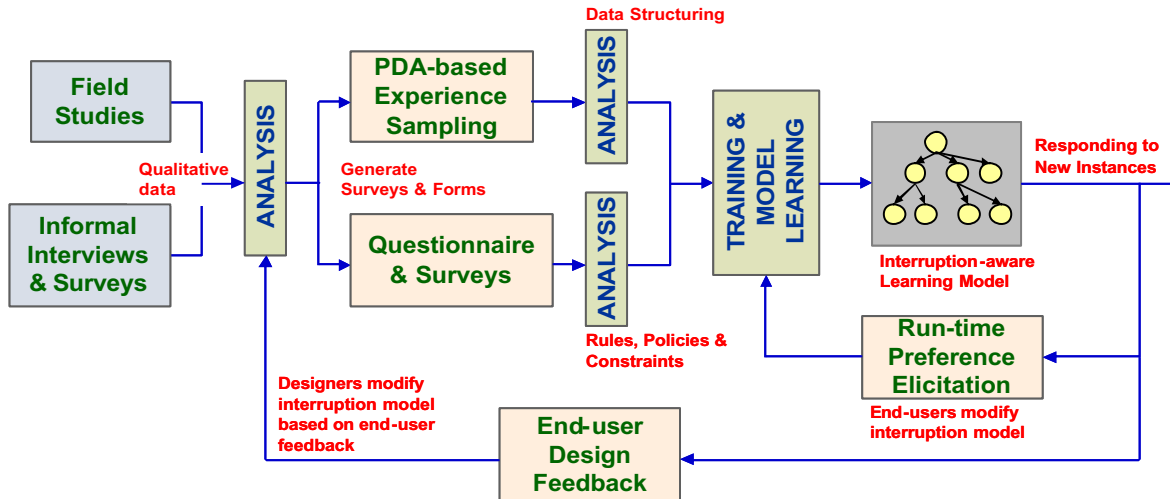 Field
Studies
Informal
Interviews
& Surveys
Qualitative
data
ANALYSIS
Generate
Surveys & Forms
PDA-based
Experience
Sampling
Questionnaire
& Surveys
Data Structuring
ANALYSIS
ANALYSIS
Rules, Policies &
Constraints
TRAINING &
MODEL
LEARNING
Interruption-aware
Learning Model
Responding to
New Instances
Run-time
Preference
Elicitation
End-users modify
interruption model
End-user
Design
Feedback
Designers modify
interruption model
based on end-user
feedback